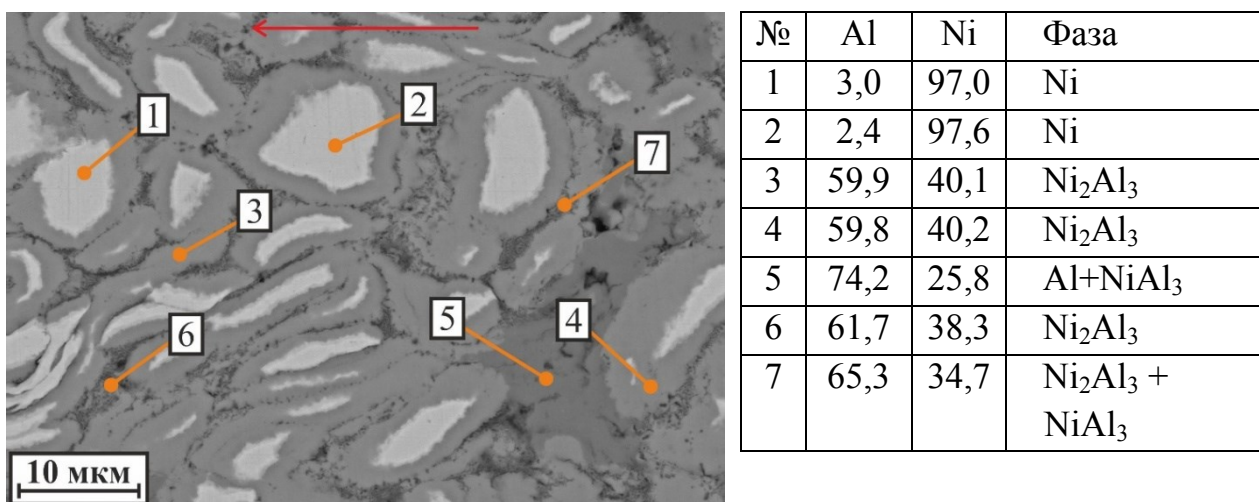 1
2
7
3
6
5
4
10 мкм
№ Al Ni Фаза
1 3,0 97,0 Ni
2 2,4 97,6 Ni
3 59,9 40,1 Ni₂Al₃
4 59,8 40,2 Ni₂Al₃
5 74,2 25,8 Al+NiAl₃
6 61,7 38,3 Ni₂Al₃
7 65,3 34,7 Ni₂Al₃ +
NiAl₃